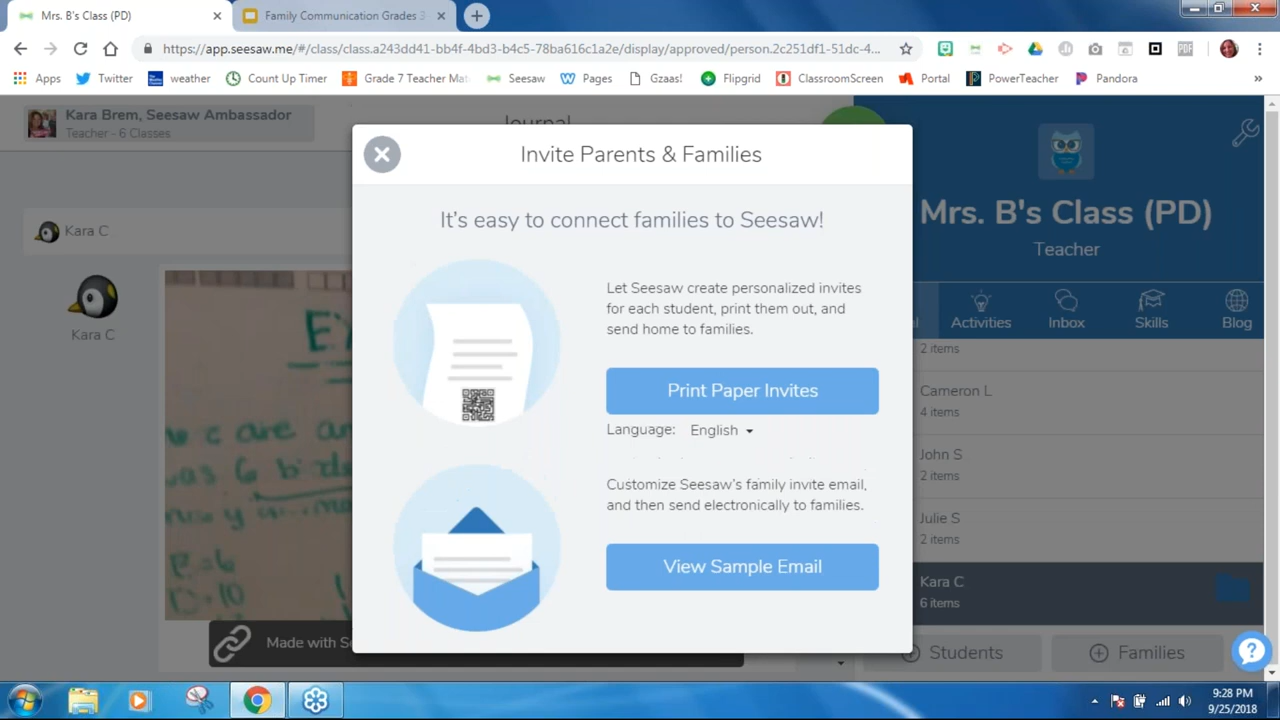 Mrs. B's Class (PD)
Family Communication Grades 3
https://app.seesaw.me/#/class/class.a243dd41-bb4f-4bd3-b4c5-78ba616c1a2e/display/approved/person.2c251df1-51dc-4...
Apps
Twitter
weather
Count Up Timer
Grade 7 Teacher Mat
Seesaw
Pages
Gzaas!
Flipgrid
ClassroomScreen
Portal
PowerTeacher
Pandora
»
Kara Brem, Seesaw Ambassador
Teacher - 6 Classes
Journal
Kara C
Kara C
Invite Parents & Families
It's easy to connect families to Seesaw!
Let Seesaw create personalized invites
for each student, print them out, and
send home to families.
Print Paper Invites
Language: English
Customize Seesaw's family invite email,
and then send electronically to families.
View Sample Email
Made with Se
Mrs. B's Class (PD)
Teacher
Activities
Inbox
Skills
Blog
2 items
Cameron L
4 items
John S
2 items
Julie S
2 items
Kara C
6 items
Students
Families
?
9:28 PM
9/25/2018